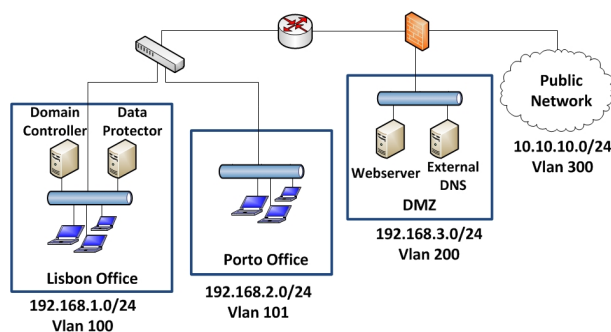 Domain
Controller
Data
Protector
Lisbon Office
192.168.1.0/24
Vlan 100
Porto Office
192.168.2.0/24
Vlan 101
Webserver
External
DNS
DMZ
192.168.3.0/24
Vlan 200
Public
Network
10.10.10.0/24
Vlan 300